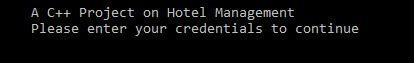 A C++ Project on Hotel Management
Please enter your credentials to continue